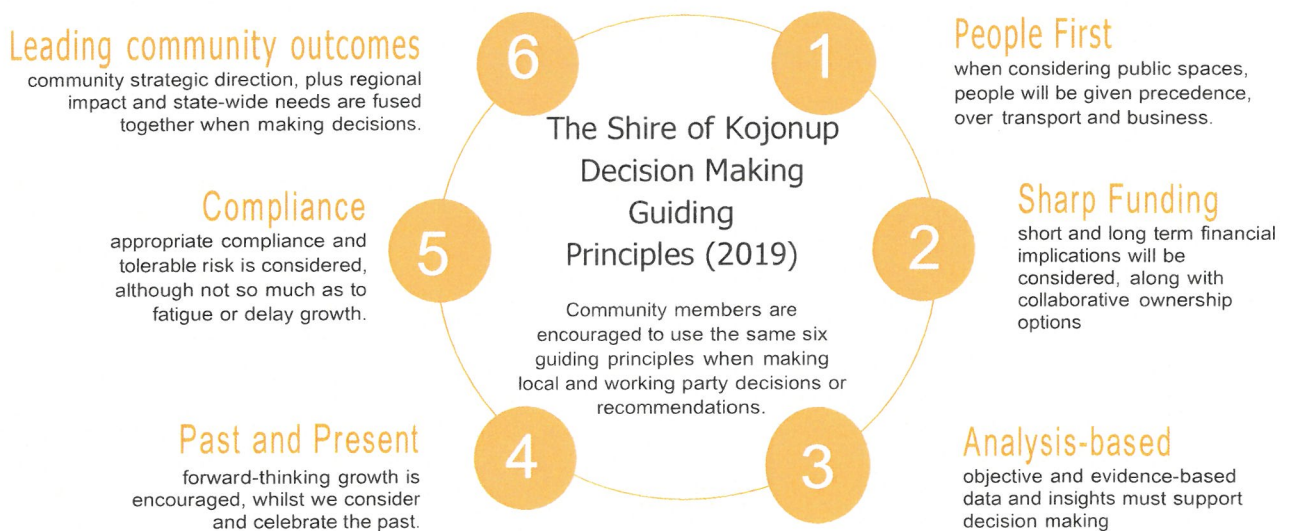 The Shire of Kojonup
Decision Making
Guiding
Principles (2019)
Community members are
encouraged to use the same six
guiding principles when making
local and working party decisions or
recommendations.
1
People First
when considering public spaces,
people will be given precedence,
over transport and business.
2
Sharp Funding
short and long term financial
implications will be
considered, along with
collaborative ownership
options
3
Analysis-based
objective and evidence-based
data and insights must support
decision making
4
Past and Present
forward-thinking growth is
encouraged, whilst we consider
and celebrate the past.
5
Compliance
appropriate compliance and
tolerable risk is considered,
although not so much as to
fatigue or delay growth.
6
Leading community outcomes
community strategic direction, plus regional
impact and state-wide needs are fused
together when making decisions.